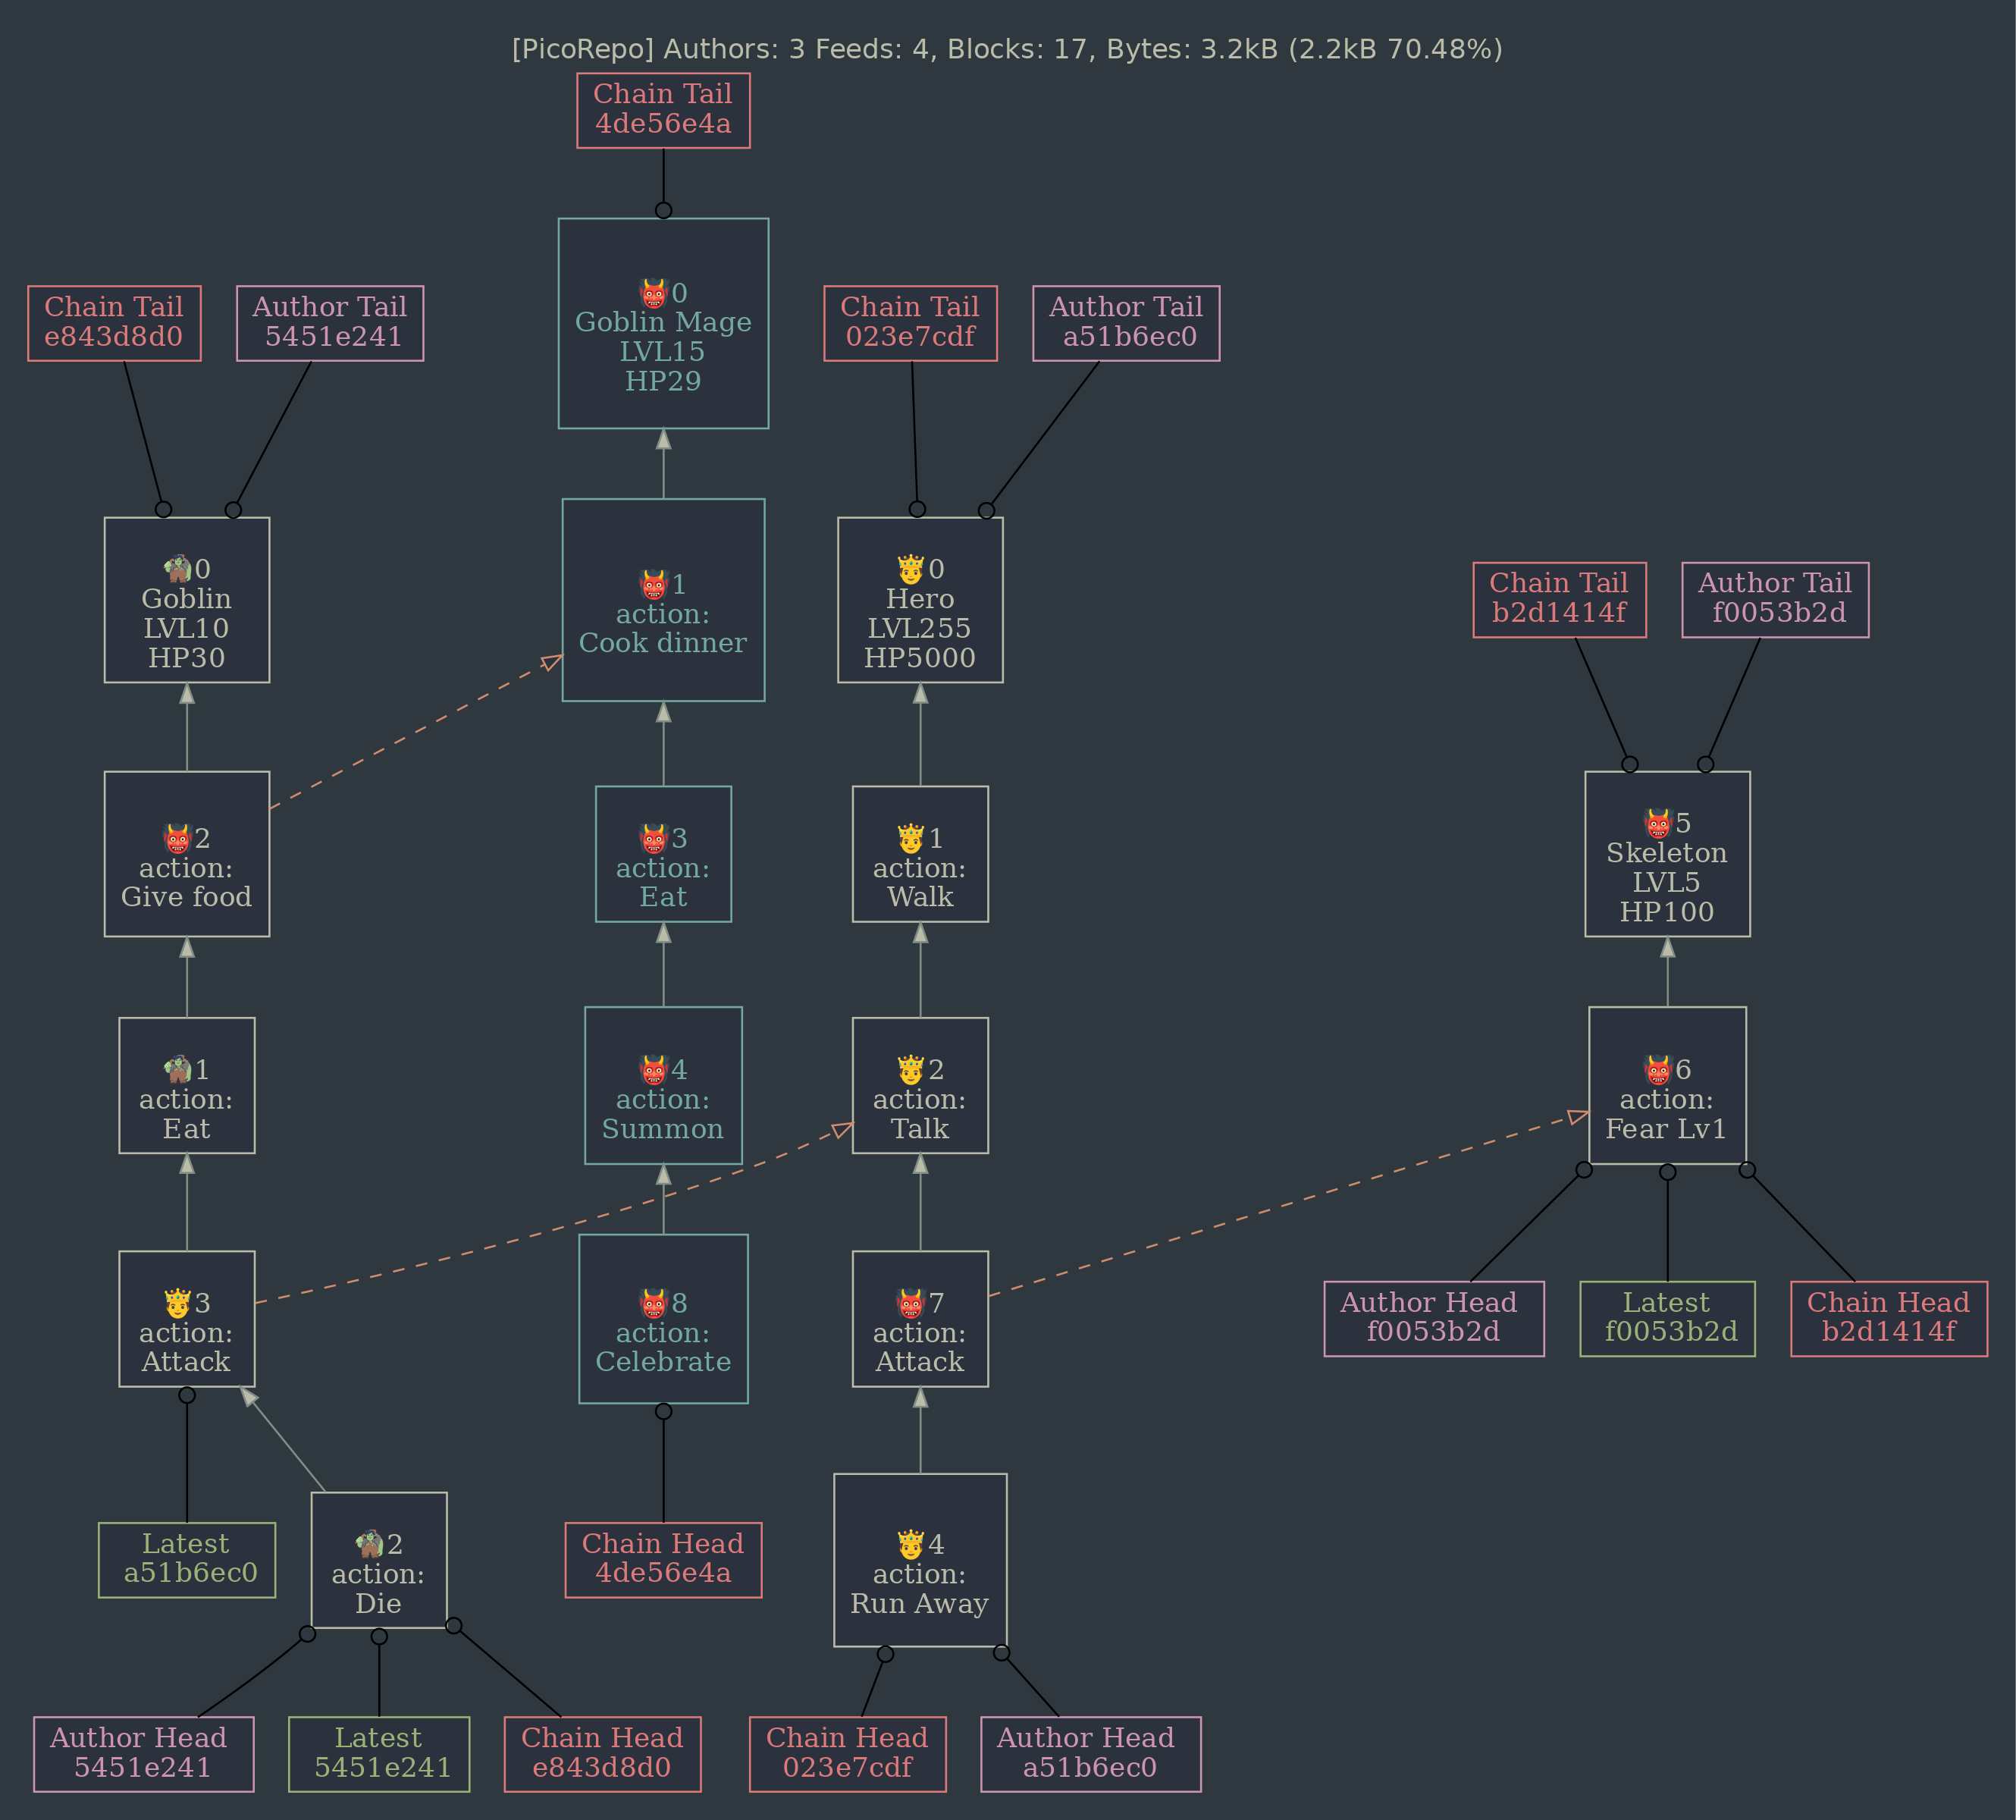 [PicoRepo] Authors: 3 Feeds: 4, Blocks: 17, Bytes: 3.2kB (2.2kB 70.48%)
Chain Tail
4de56e4a
👹0
Goblin Mage
LVL15
HP29
Chain Tail
e843d8d0
Author Tail
5451e241
Chain Tail
023e7cdf
Author Tail
a51b6ec0
🧌0
Goblin
LVL10
HP30
👹1
action:
Cook dinner
🤴0
Hero
LVL255
HP5000
Chain Tail
b2d1414f
Author Tail
f0053b2d
👹2
action:
Give food
👹3
action:
Eat
🤴1
action:
Walk
👹5
Skeleton
LVL5
HP100
🧌1
action:
Eat
👹4
action:
Summon
🤴2
action:
Talk
👹6
action:
Fear Lv1
🤴3
action:
Attack
👹8
action:
Celebrate
👹7
action:
Attack
Author Head
f0053b2d
Latest
f0053b2d
Chain Head
b2d1414f
Latest
a51b6ec0
🧌2
action:
Die
Chain Head
4de56e4a
🤴4
action:
Run Away
Author Head
5451e241
Latest
5451e241
Chain Head
e843d8d0
Chain Head
023e7cdf
Author Head
a51b6ec0